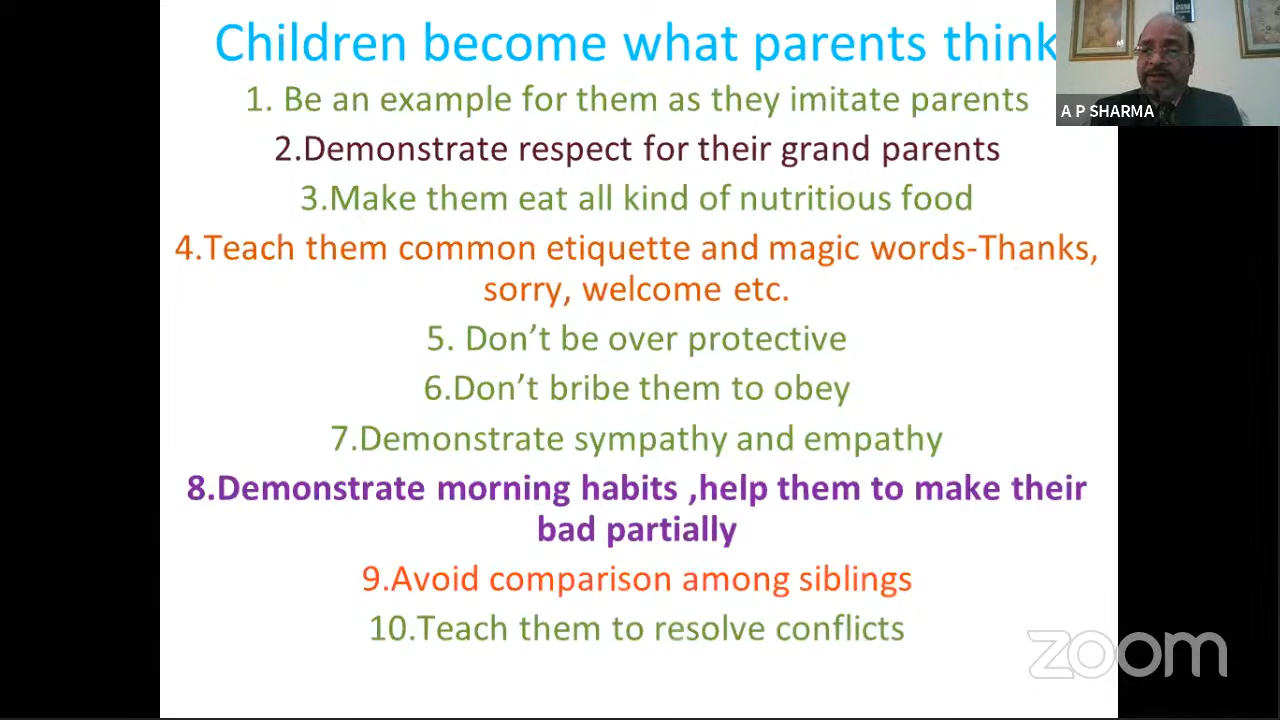 Children become what parents think
1. Be an example for them as they imitate parents
2.Demonstrate respect for their grand parents
3.Make them eat all kind of nutritious food
4.Teach them common etiquette and magic words-Thanks,
sorry, welcome etc.
5. Don’t be over protective
6.Don’t bribe them to obey
7.Demonstrate sympathy and empathy
8.Demonstrate morning habits ,help them to make their
bad partially
9.Avoid comparison among siblings
10.Teach them to resolve conflicts
A P SHARMA
zoom